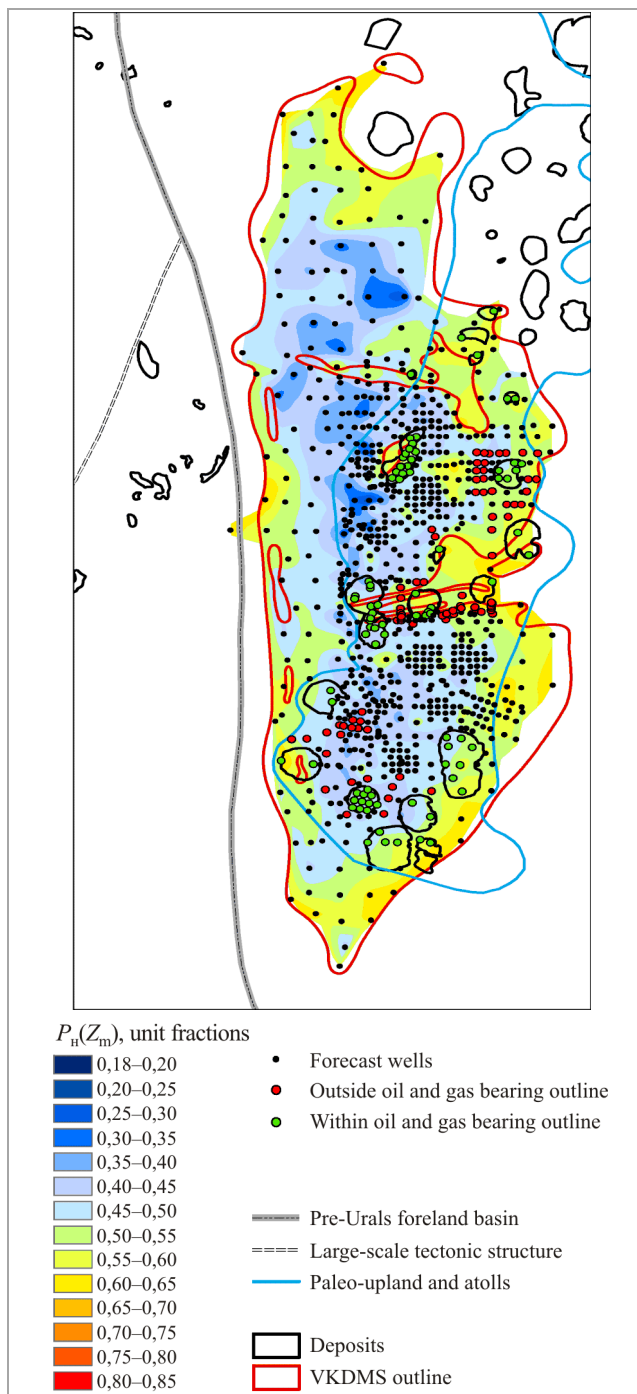 P_н(Z_m), unit fractions
0,18–0,20
0,20–0,25
0,25–0,30
0,30–0,35
0,35–0,40
0,40–0,45
0,45–0,50
0,50–0,55
0,55–0,60
0,60–0,65
0,65–0,70
0,70–0,75
0,75–0,80
0,80–0,85
Forecast wells
Outside oil and gas bearing outline
Within oil and gas bearing outline
Pre-Urals foreland basin
Large-scale tectonic structure
Paleo-upland and atolls
Deposits
VKDMS outline